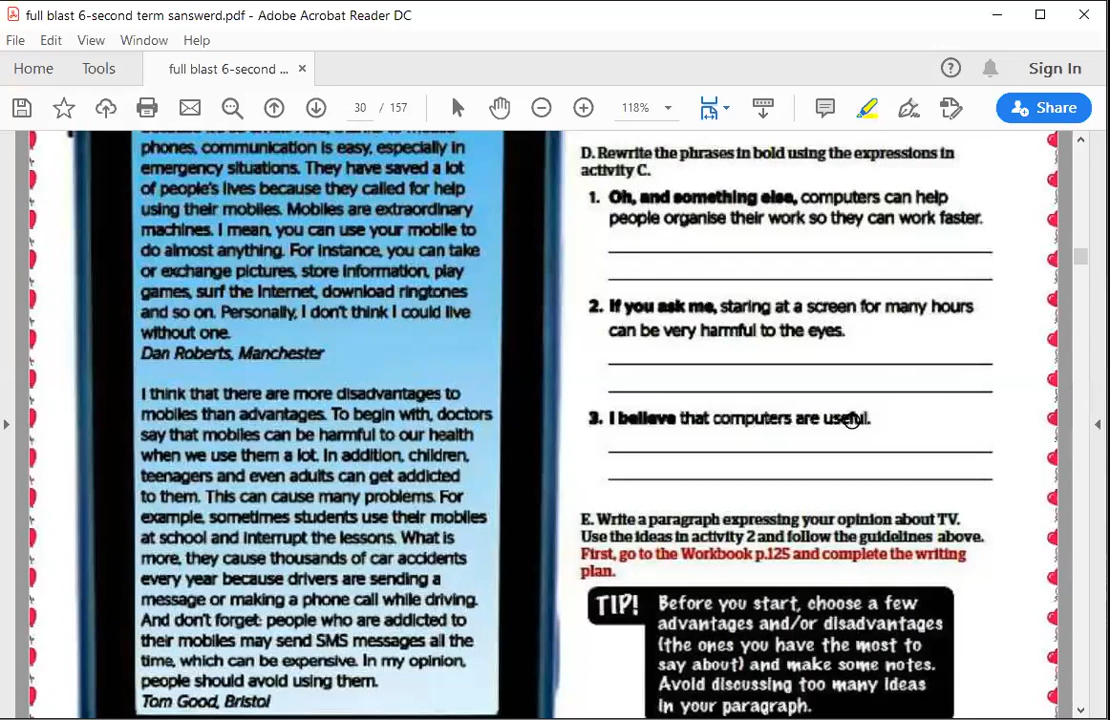 full blast 6-second term sanswerd.pdf - Adobe Acrobat Reader DC
File Edit View Window Help
Home Tools full blast 6-second ... × Sign In
30 / 157 118% Share
phones, communication is easy, especially in
emergency situations. They have saved a lot
of people's lives because they called for help
using their mobiles. Mobiles are extraordinary
machines. I mean, you can use your mobile to
do almost anything. For instance, you can take
or exchange pictures, store information, play
games, surf the Internet, download ringtones
and so on. Personally, I don't think I could live
without one.
Dan Roberts, Manchester
I think that there are more disadvantages to
mobiles than advantages. To begin with, doctors
say that mobiles can be harmful to our health
when we use them a lot. In addition, children,
teenagers and even adults can get addicted
to them. This can cause many problems. For
example, sometimes students use their mobiles
at school and interrupt the lessons. What is
more, they cause thousands of car accidents
every year because drivers are sending a
message or making a phone call while driving.
And don't forget: people who are addicted to
their mobiles may send SMS messages all the
time, which can be expensive. In my opinion,
people should avoid using them.
Tom Good, Bristol
D. Rewrite the phrases in bold using the expressions in
activity C.
1. Oh, and something else, computers can help
people organise their work so they can work faster.
2. If you ask me, staring at a screen for many hours
can be very harmful to the eyes.
3. I believe that computers are useful.
E. Write a paragraph expressing your opinion about TV.
Use the ideas in activity 2 and follow the guidelines above.
First, go to the Workbook p.125 and complete the writing
plan.
TIP! Before you start, choose a few
advantages and/or disadvantages
(the ones you have the most to
say about) and make some notes.
Avoid discussing too many ideas
in your paragraph.